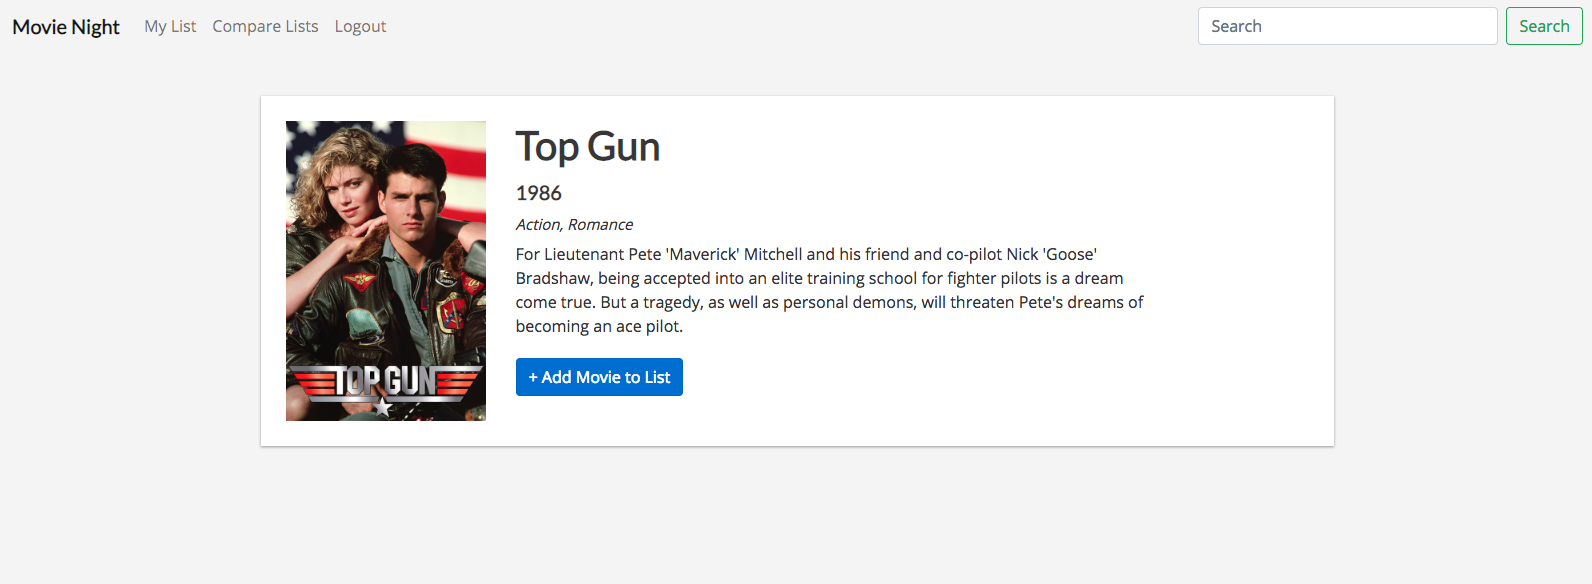 Movie Night My List Compare Lists Logout Search Search
Top Gun
1986
Action, Romance
For Lieutenant Pete 'Maverick' Mitchell and his friend and co-pilot Nick 'Goose'
Bradshaw, being accepted into an elite training school for fighter pilots is a dream
come true. But a tragedy, as well as personal demons, will threaten Pete's dreams of
becoming an ace pilot.
TOP GUN
+ Add Movie to List